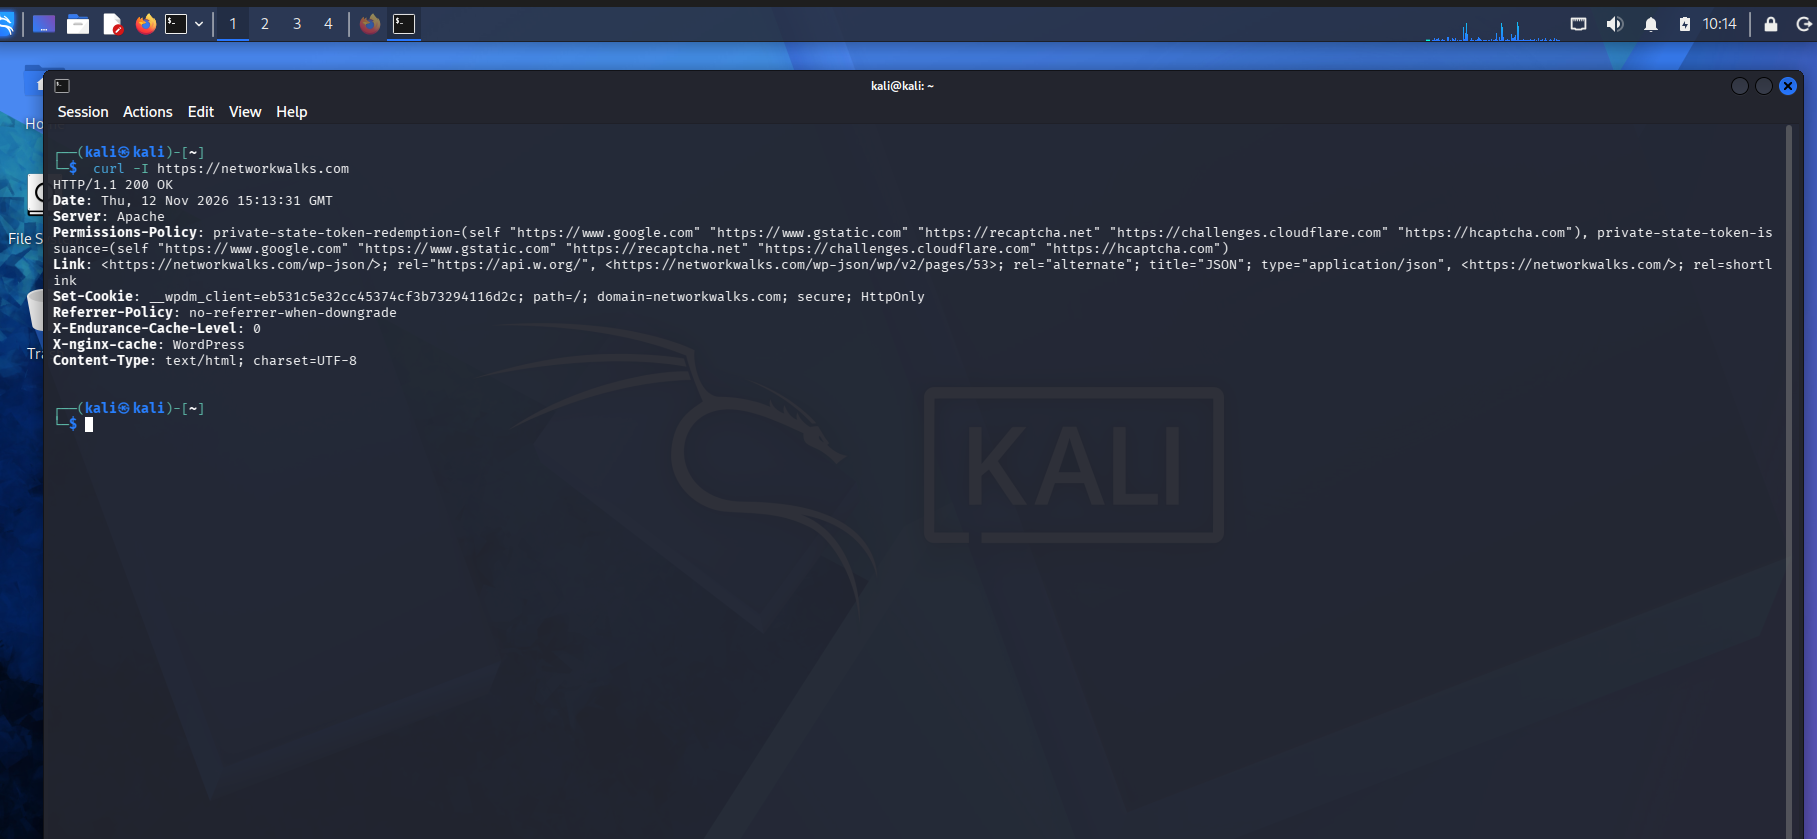 1 2 3 4
10:14
kali@kali: ~
Session Actions Edit View Help
┌──(kali㉿kali)-[~]
└─$ curl -I https://networkwalks.com
HTTP/1.1 200 OK
Date: Thu, 12 Nov 2026 15:13:31 GMT
Server: Apache
Permissions-Policy: private-state-token-redemption=(self "https://www.google.com" "https://www.gstatic.com" "https://recaptcha.net" "https://challenges.cloudflare.com" "https://hcaptcha.com"), private-state-token-is
suance=(self "https://www.google.com" "https://www.gstatic.com" "https://recaptcha.net" "https://challenges.cloudflare.com" "https://hcaptcha.com")
Link: <https://networkwalks.com/wp-json/>; rel="https://api.w.org/", <https://networkwalks.com/wp-json/wp/v2/pages/53>; rel="alternate"; title="JSON"; type="application/json", <https://networkwalks.com/>; rel=shortl
ink
Set-Cookie: __wpdm_client=eb531c5e32cc45374cf3b73294116d2c; path=/; domain=networkwalks.com; secure; HttpOnly
Referrer-Policy: no-referrer-when-downgrade
X-Endurance-Cache-Level: 0
X-nginx-cache: WordPress
Content-Type: text/html; charset=UTF-8
┌──(kali㉿kali)-[~]
└─$
KALI
Ho
File S
Tr